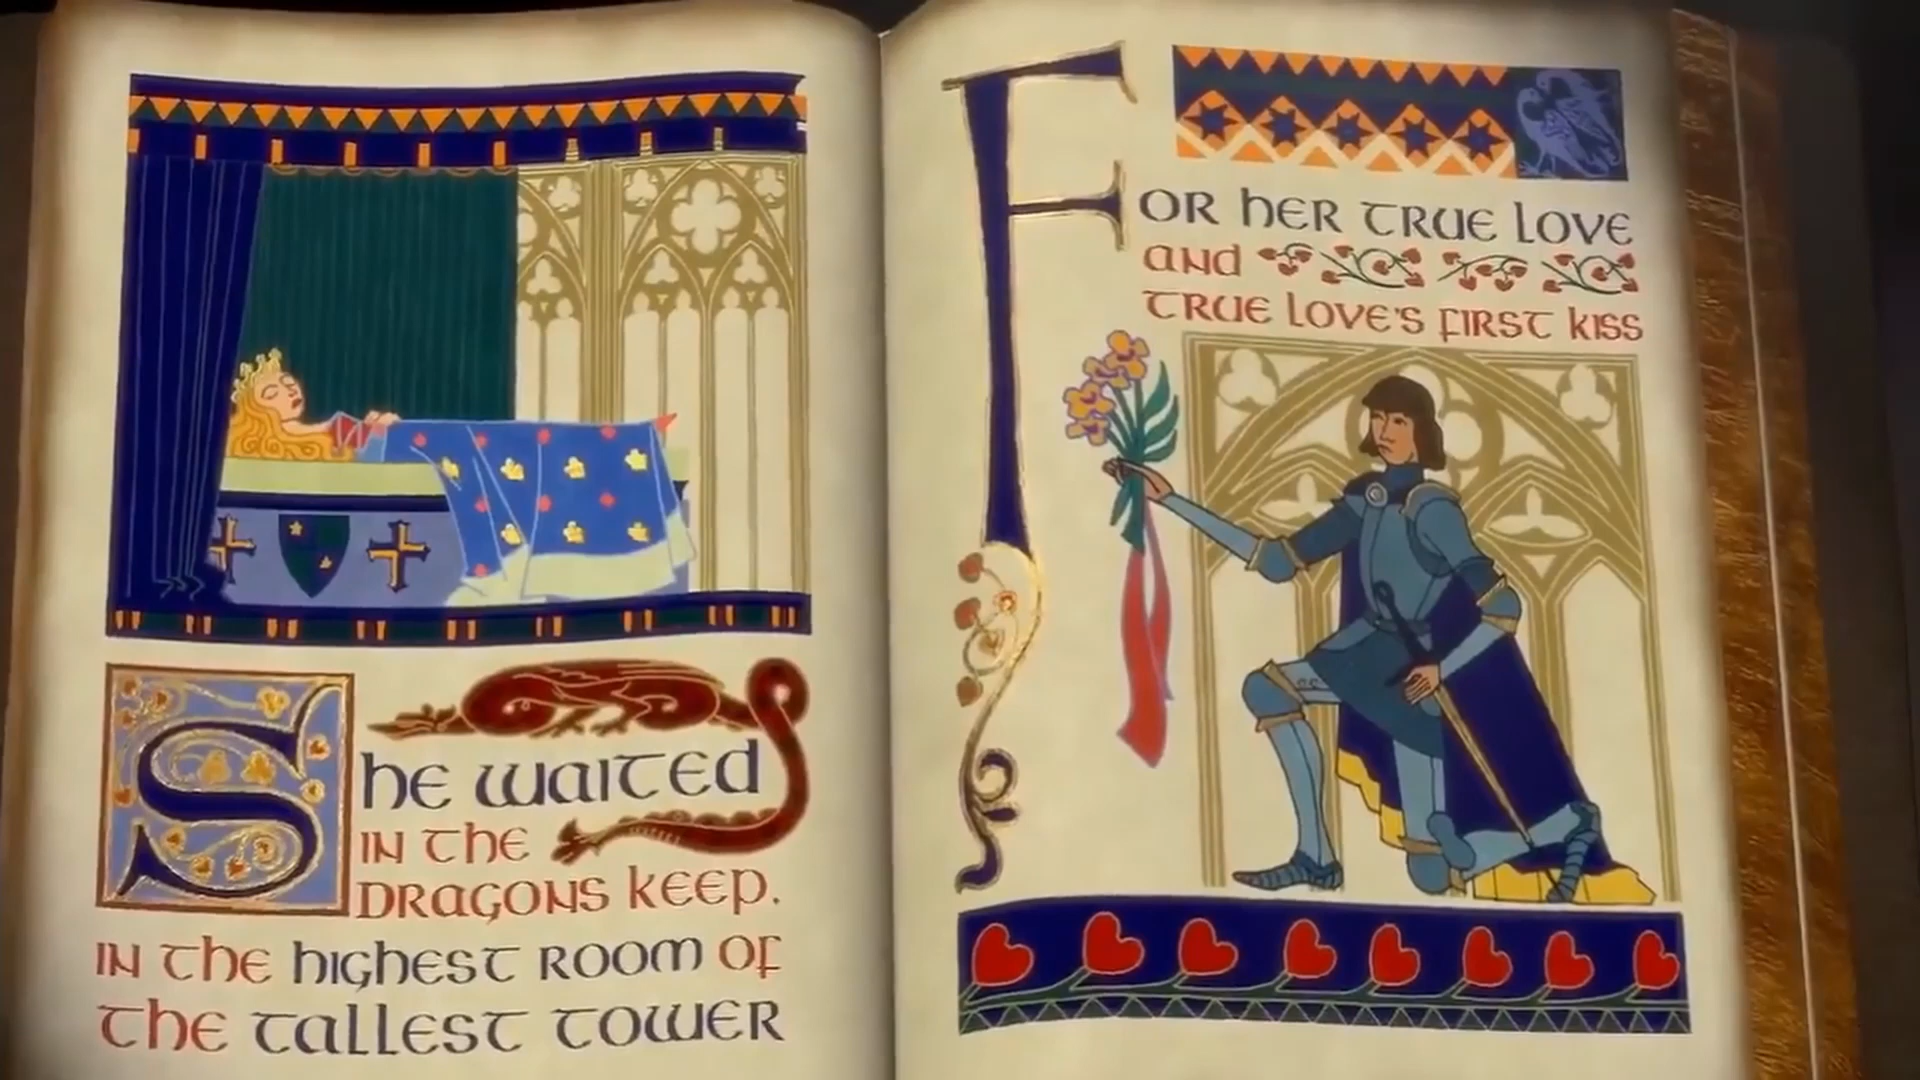 She waited
in the
dragons keep.
in the highest room of
the tallest tower
For her true love
and
true love's first kiss